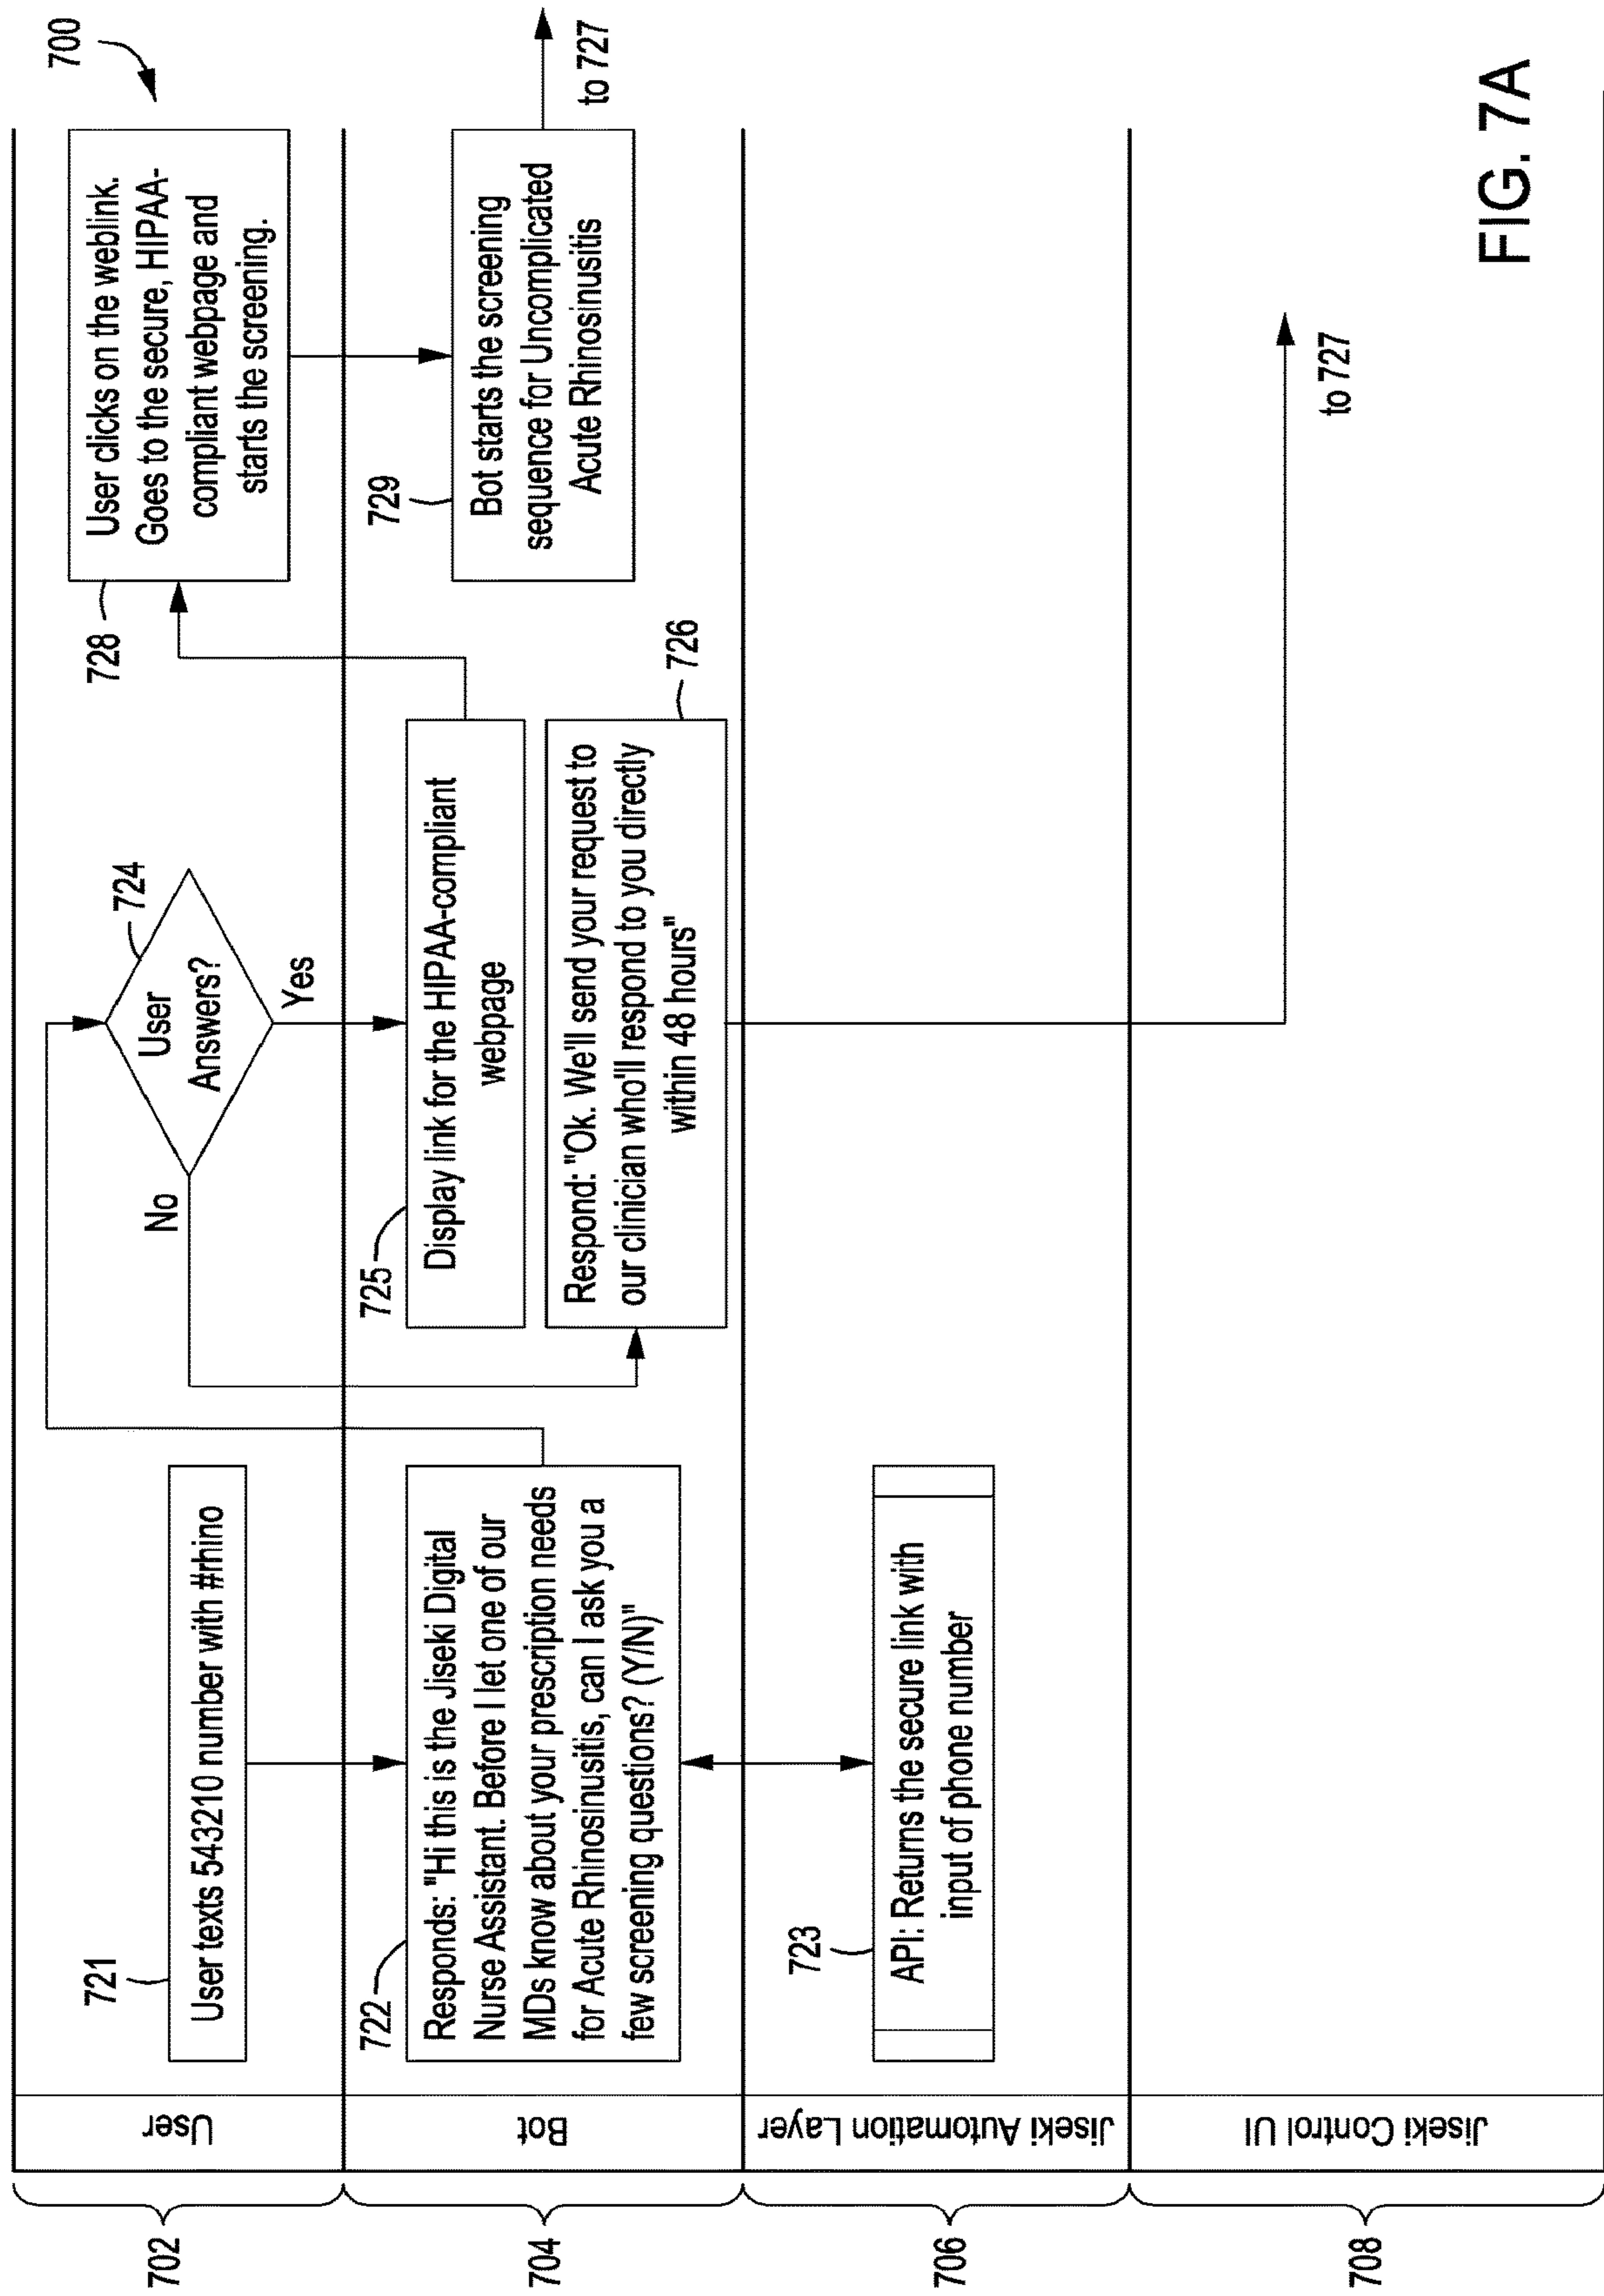 700
702
User
721
User texts 543210 number with #rhino
724
User
Answers?
No
Yes
728
User clicks on the weblink.
Goes to the secure, HIPAA-
compliant webpage and
starts the screening.
704
Bot
722
Responds: "Hi this is the Jiseki Digital
Nurse Assistant. Before I let one of our
MDs know about your prescription needs
for Acute Rhinosinusitis, can I ask you a
few screening questions? (Y/N)"
725
Display link for the HIPAA-compliant
webpage
Respond: "Ok. We'll send your request to
our clinician who'll respond to you directly
within 48 hours"
726
729
Bot starts the screening
sequence for Uncomplicated
Acute Rhinosinusitis
to 727
706
Jiseki Automation Layer
723
API: Returns the secure link with
input of phone number
708
Jiseki Control UI
to 727
FIG. 7A